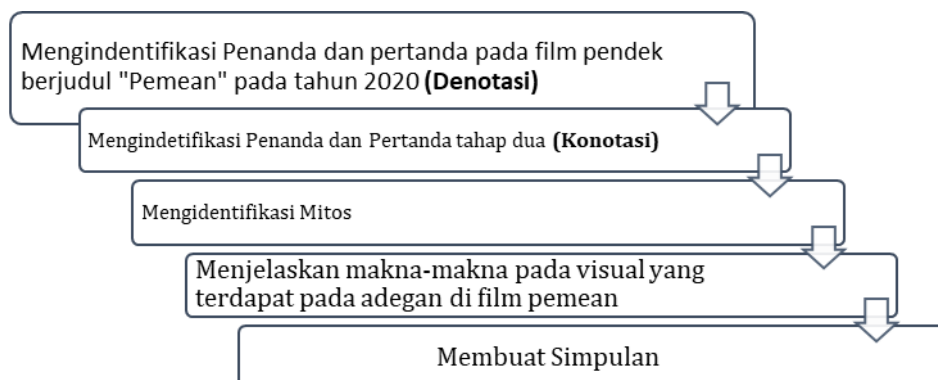 Mengindentifikasi Penanda dan pertanda pada film pendek
berjudul "Pemean" pada tahun 2020 (Denotasi)
Mengindetifikasi Penanda dan Pertanda tahap dua (Konotasi)
Mengidentifikasi Mitos
Menjelaskan makna-makna pada visual yang
terdapat pada adegan di film pemean
Membuat Simpulan